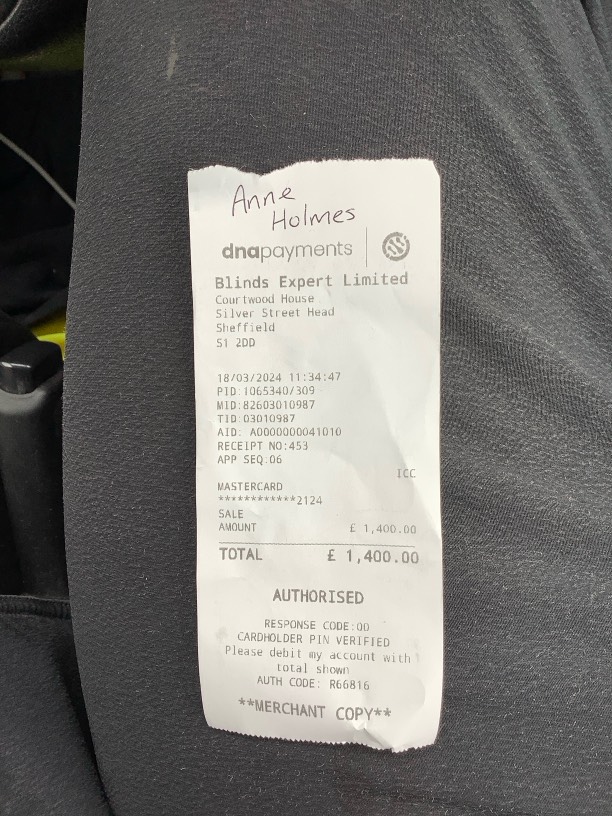 Anne
Holmes
dnapayments
Blinds Expert Limited
Courtwood House
Silver Street Head
Sheffield
S1 2DD
18/03/2024 11:34:47
PID:1065340/309
MID:82603010987
TID:03010987
AID: A0000000041010
RECEIPT NO:453
APP SEQ:06
ICC
MASTERCARD
************2124
SALE
AMOUNT £ 1,400.00
TOTAL £ 1,400.00
AUTHORISED
RESPONSE CODE:00
CARDHOLDER PIN VERIFIED
Please debit my account with
total shown
AUTH CODE: R66816
**MERCHANT COPY**